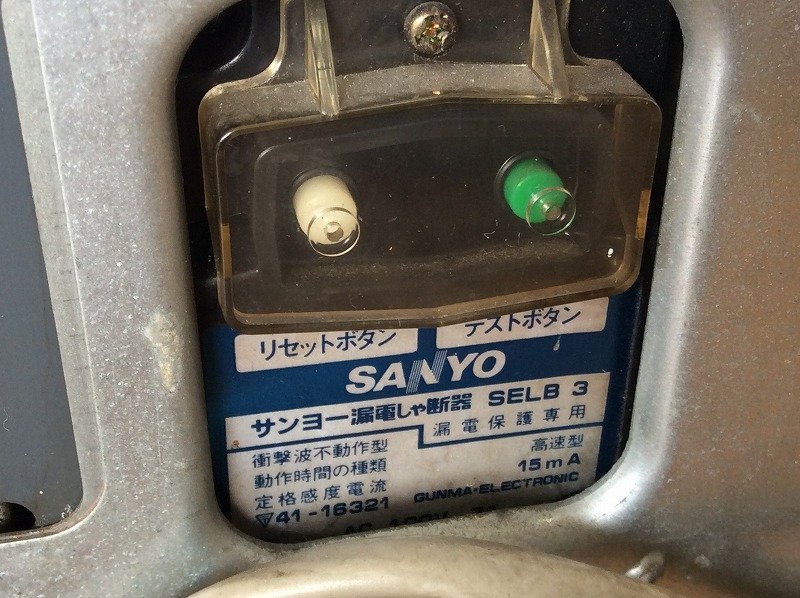 リセットボタン テストボタン
SANYO
サンヨー漏電しゃ断器 SELB 3
漏電保護専用
衝撃波不動作型 高速型
動作時間の種類
定格感度電流 15mA
41-16321 GUNMA·ELECTRONIC